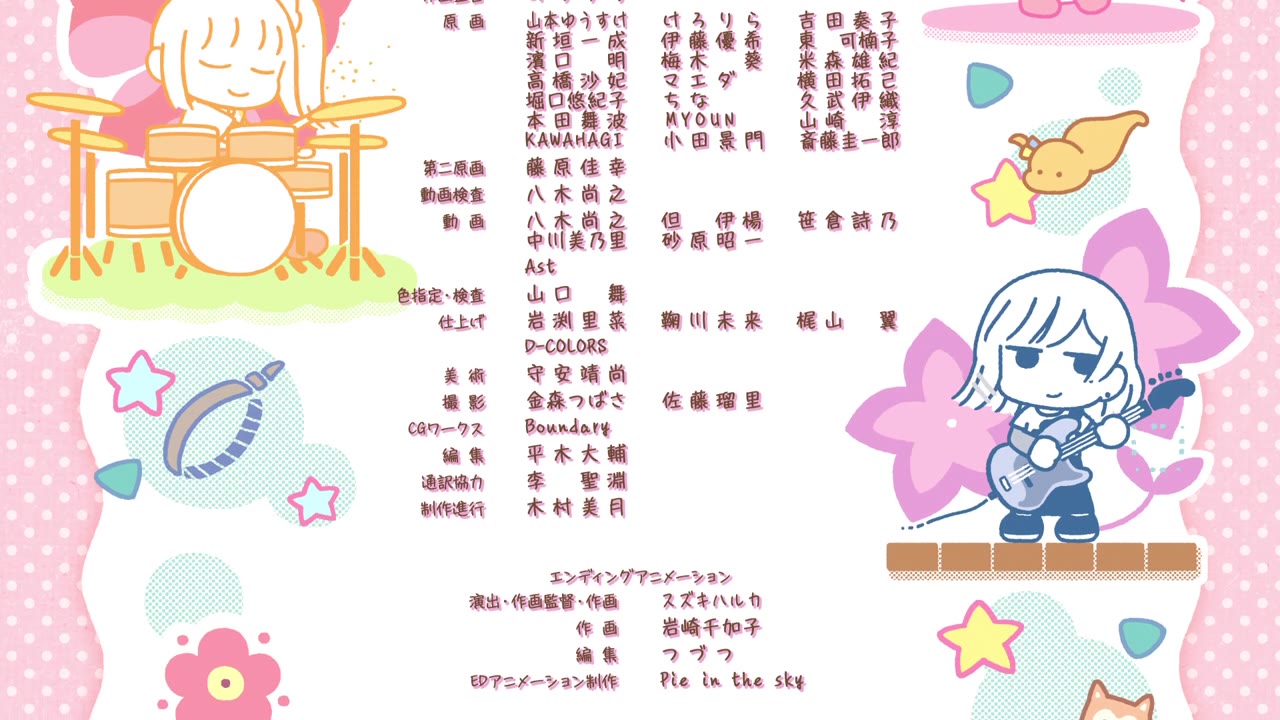 原画 山本ゆうすけ けろりら 吉田奏子
新垣一成 伊藤優希 東 可楠子
濱口 明 梅木 葵 米森雄紀
高橋沙妃 マエダ 横田拓己
堀口悠紀子 ちな 久武伊織
本田舞波 MYOUN 山崎 淳
KAWAHAGI 小田景門 斎藤圭一郎
第二原画 藤原佳幸
動画検査 八木尚之
動画 八木尚之 但 伊楊 笹倉詩乃
中川美乃里 砂原昭一
Ast
色指定・検査 山口 舞
仕上げ 岩渕里菜 鞠川未来 梶山 翼
D-COLORS
美術 守安靖尚
撮影 金森つばさ 佐藤瑠里
CGワークス Boundary
編集 平木大輔
通訳協力 李 聖淵
制作進行 木村美月
エンディングアニメーション
演出・作画監督・作画 スズキハルカ
作画 岩崎千加子
編集 つづつ
EDアニメーション制作 Pie in the sky